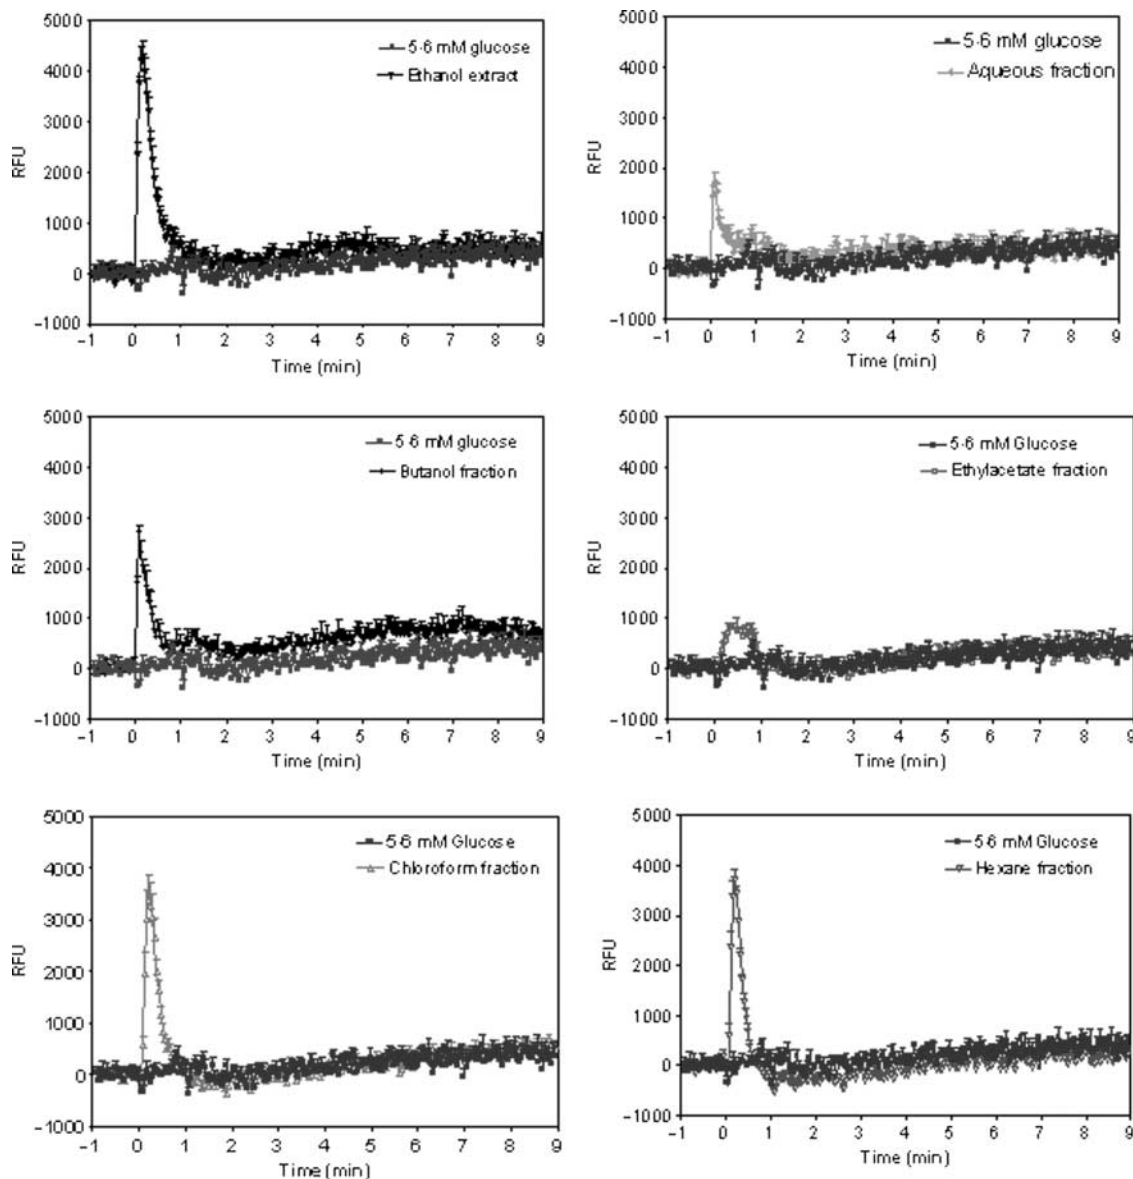 5000
4000
3000
2000
1000
0
−1000
RFU
5·6 mM glucose
Ethanol extract
−1 0 1 2 3 4 5 6 7 8 9
Time (min)
5000
4000
3000
2000
1000
0
−1000
RFU
5·6 mM glucose
Aqueous fraction
−1 0 1 2 3 4 5 6 7 8 9
Time (min)
5000
4000
3000
2000
1000
0
−1000
RFU
5·6 mM glucose
Butanol fraction
−1 0 1 2 3 4 5 6 7 8 9
Time (min)
5000
4000
3000
2000
1000
0
−1000
RFU
5·6 mM Glucose
Ethylacetate fraction
−1 0 1 2 3 4 5 6 7 8 9
Time (min)
5000
4000
3000
2000
1000
0
−1000
RFU
5·6 mM Glucose
Chloroform fraction
−1 0 1 2 3 4 5 6 7 8 9
Time (min)
5000
4000
3000
2000
1000
0
−1000
RFU
5·6 mM Glucose
Hexane fraction
−1 0 1 2 3 4 5 6 7 8 9
Time (min)